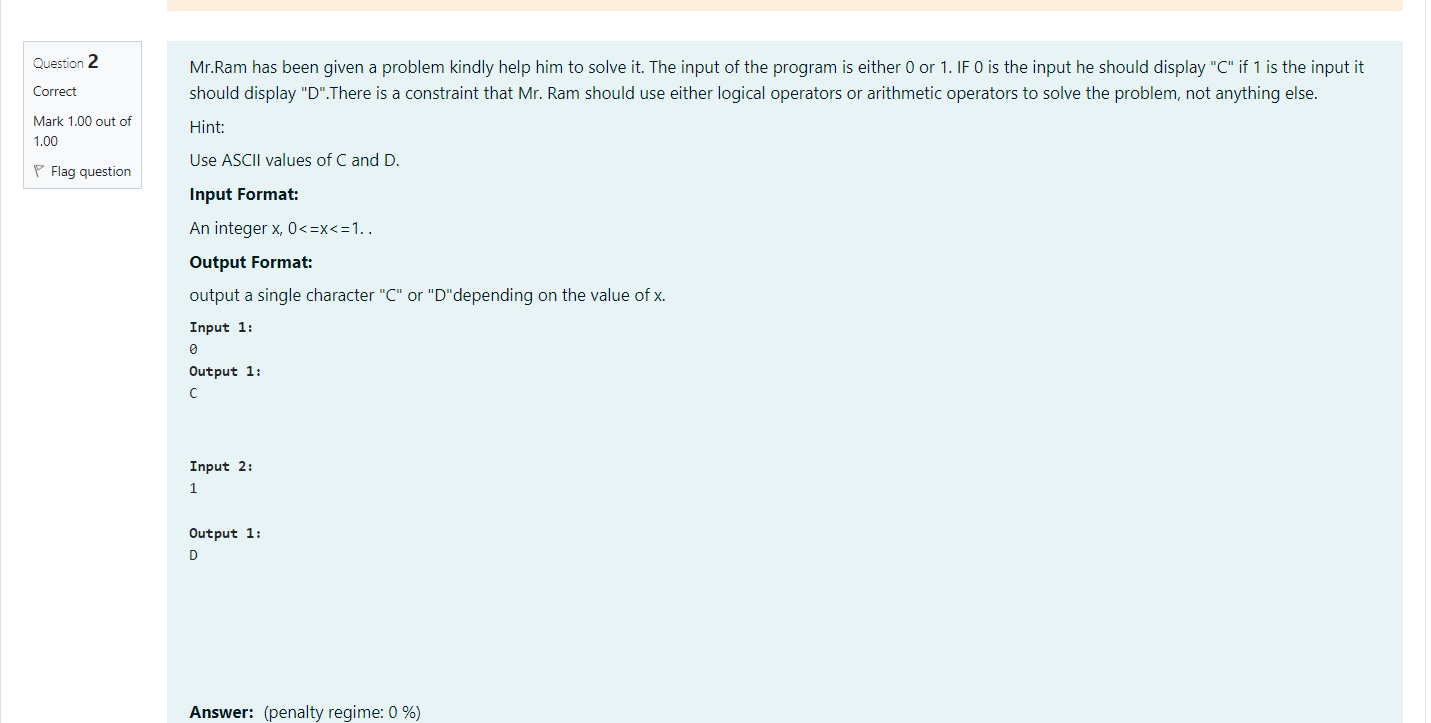 Question 2
Correct
Mark 1.00 out of
1.00
Flag question
Mr.Ram has been given a problem kindly help him to solve it. The input of the program is either 0 or 1. IF 0 is the input he should display "C" if 1 is the input it
should display "D".There is a constraint that Mr. Ram should use either logical operators or arithmetic operators to solve the problem, not anything else.
Hint:
Use ASCII values of C and D.
Input Format:
An integer x, 0<=x<=1. .
Output Format:
output a single character "C" or "D"depending on the value of x.
Input 1:
0
Output 1:
C
Input 2:
1
Output 1:
D
Answer: (penalty regime: 0 %)